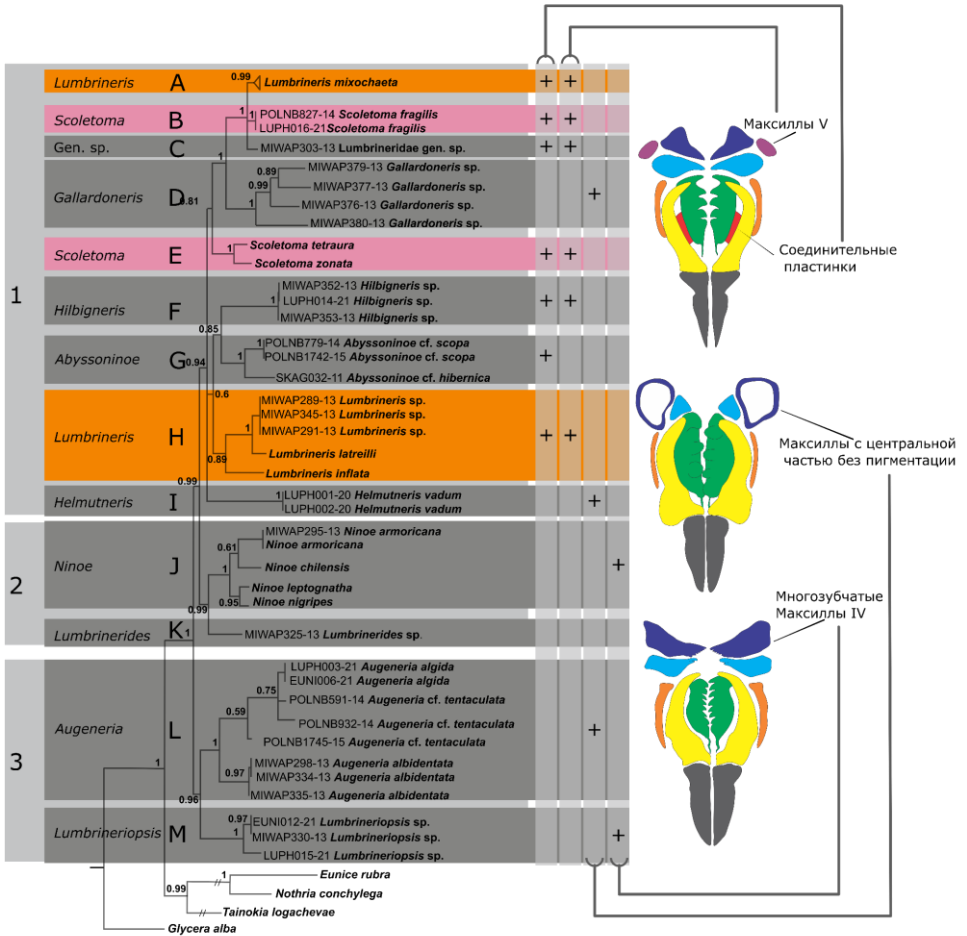 0.99
Lumbrineris A Lumbrineris mixochaeta + +
1
Scoletoma B 1 POLNB827-14 Scoletoma fragilis + +
LUPH016-21 Scoletoma fragilis
Gen. sp. C MIWAP303-13 Lumbrineridae gen. sp. + +
1
Gallardoneris D 0.81
0.89 MIWAP379-13 Gallardoneris sp.
0.99 MIWAP377-13 Gallardoneris sp. +
1 MIWAP376-13 Gallardoneris sp.
MIWAP380-13 Gallardoneris sp.
Scoletoma E 1 Scoletoma tetraura + +
Scoletoma zonata
1
Hilbigneris F 1 MIWAP352-13 Hilbigneris sp.
LUPH014-21 Hilbigneris sp. + +
MIWAP353-13 Hilbigneris sp.
0.85
Abyssoninoe G 0.94
1 1 POLNB779-14 Abyssoninoe cf. scopa +
POLNB1742-15 Abyssoninoe cf. scopa
SKAG032-11 Abyssoninoe cf. hibernica
0.6
Lumbrineris H 1 MIWAP289-13 Lumbrineris sp.
MIWAP345-13 Lumbrineris sp.
MIWAP291-13 Lumbrineris sp. + +
0.89 Lumbrineris latreilli
Lumbrineris inflata
0.99
Helmutneris I 1 LUPH001-20 Helmutneris vadum +
LUPH002-20 Helmutneris vadum
2
Ninoe J MIWAP295-13 Ninoe armoricana
0.61 Ninoe armoricana
1 Ninoe chilensis +
Ninoe leptognatha
0.95 Ninoe nigripes
0.99
Lumbrinerides K 1 MIWAP325-13 Lumbrinerides sp.
3
Augeneria L LUPH003-21 Augeneria algida
0.75 EUNI006-21 Augeneria algida
0.59 POLNB591-14 Augeneria cf. tentaculata
POLNB932-14 Augeneria cf. tentaculata +
POLNB1745-15 Augeneria cf. tentaculata
1 0.97 MIWAP298-13 Augeneria albidentata
MIWAP334-13 Augeneria albidentata
MIWAP335-13 Augeneria albidentata
0.96
Lumbrineriopsis M 0.97 EUNI012-21 Lumbrineriopsis sp.
1 MIWAP330-13 Lumbrineriopsis sp. +
LUPH015-21 Lumbrineriopsis sp.
1 Eunice rubra
0.99 Nothria conchylega
Tainokia logachevae
Glycera alba
Максиллы V
Соединительные
пластинки
Максиллы с центральной
частью без пигментации
Многозубчатые
Максиллы IV